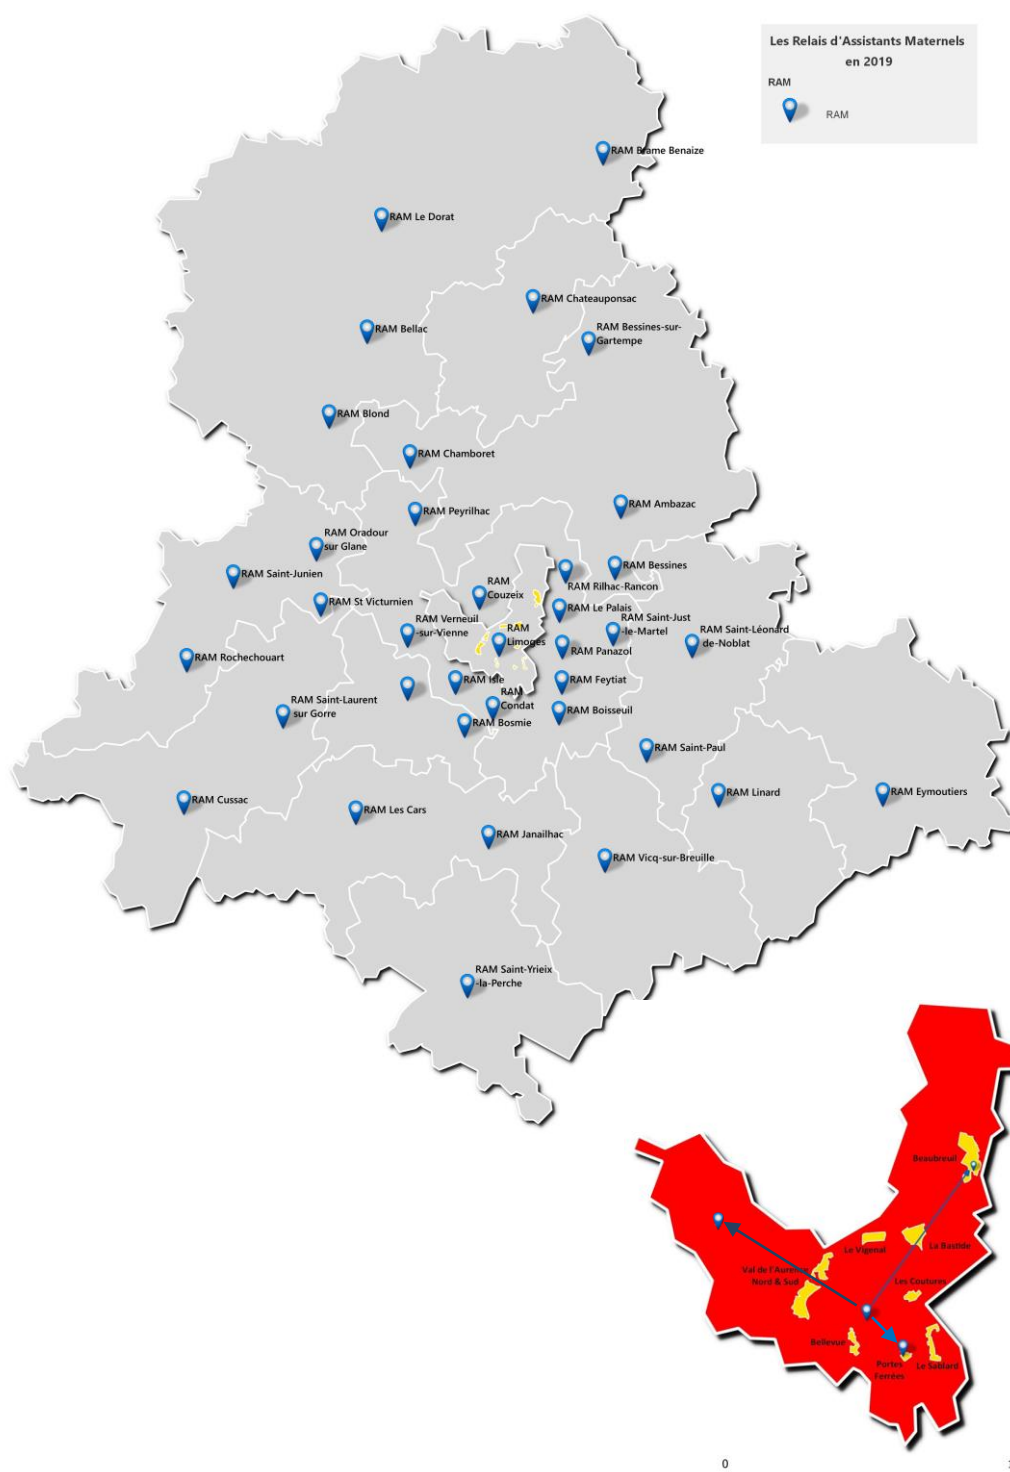 Les Relais d'Assistants Maternels
en 2019
RAM
RAM
RAM Brame Benaize
RAM Le Dorat
RAM Chateauponsac
RAM Bellac
RAM Bessines-sur-
Gartempe
RAM Blond
RAM Chamboret
RAM Ambazac
RAM Peyrilhac
RAM Oradour
sur Glane
RAM Saint-Junien
RAM Bessines
RAM Rilhac-Rancon
RAM
Couzeix
RAM St Victurnien
RAM Le Palais
RAM Verneuil
-sur-Vienne
RAM Saint-Just
-le-Martel
RAM
Limoges
RAM Saint-Léonard
de-Noblat
RAM Panazol
RAM Rochechouart
RAM Isle
RAM Feytiat
RAM Saint-Laurent
sur Gorre
RAM
Condat
RAM Boisseuil
RAM Bosmie
RAM Saint-Paul
RAM Cussac
RAM Les Cars
RAM Linard
RAM Eymoutiers
RAM Janailhac
RAM Vicq-sur-Breuille
RAM Saint-Yrieix
-la-Perche
Beaubreuil
La Bastide
Le Vigenal
Val de l'Aurence
Nord & Sud
Les Coutures
Bellevue
Portes
Ferrées
Le Sablard
0